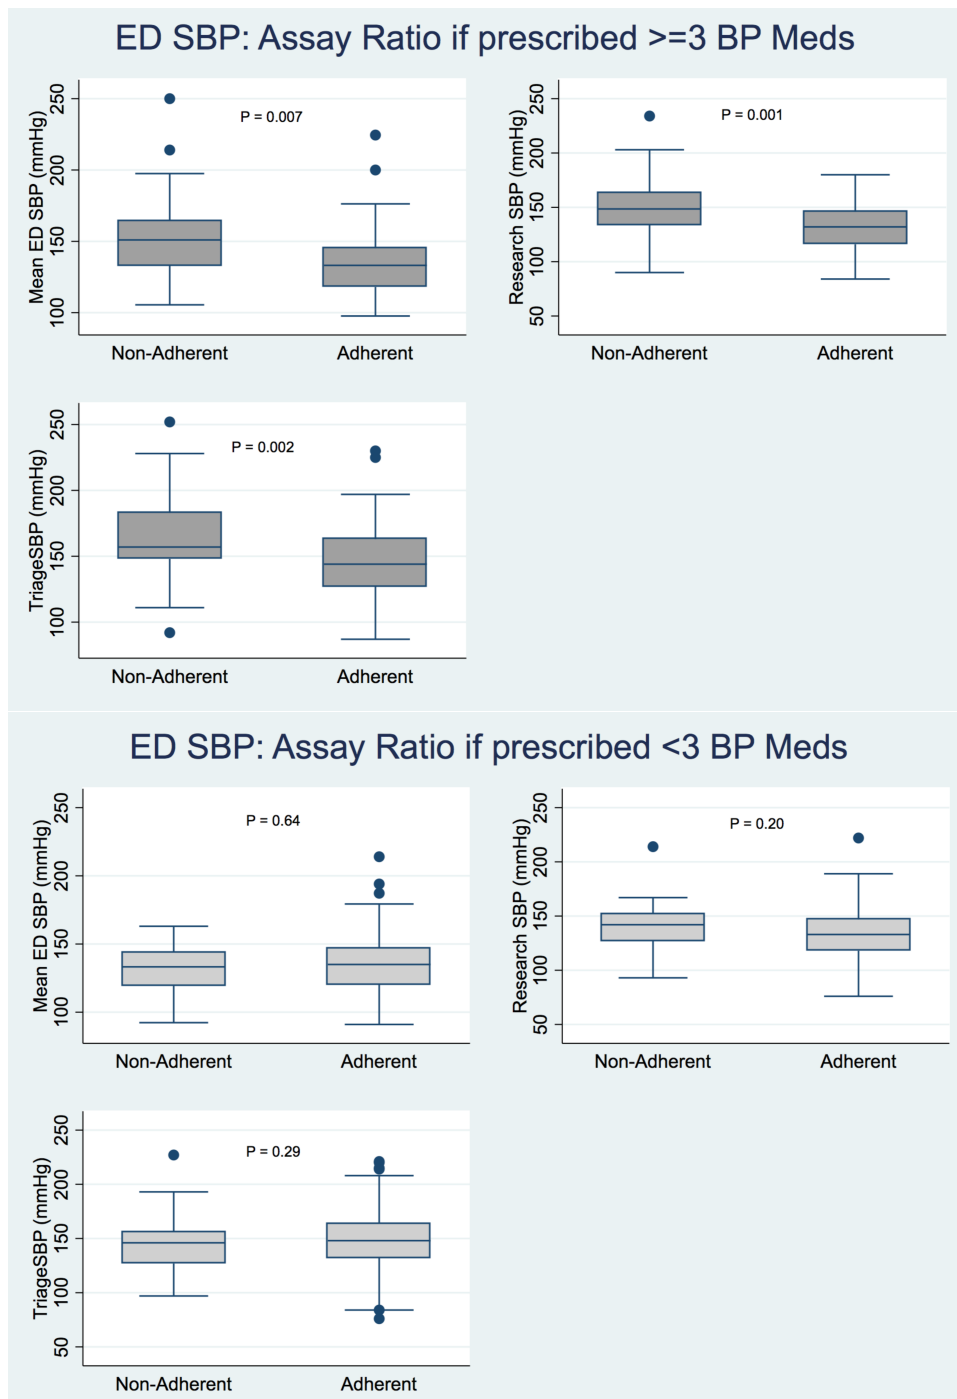 ED SBP: Assay Ratio if prescribed >=3 BP Meds
Mean ED SBP (mmHg)
250
200
150
100
P = 0.007
Non-Adherent
Adherent
Research SBP (mmHg)
250
200
150
100
50
P = 0.001
Non-Adherent
Adherent
TriageSBP (mmHg)
250
200
150
100
P = 0.002
Non-Adherent
Adherent
ED SBP: Assay Ratio if prescribed <3 BP Meds
Mean ED SBP (mmHg)
250
200
150
100
P = 0.64
Non-Adherent
Adherent
Research SBP (mmHg)
250
200
150
100
50
P = 0.20
Non-Adherent
Adherent
TriageSBP (mmHg)
250
200
150
100
50
P = 0.29
Non-Adherent
Adherent